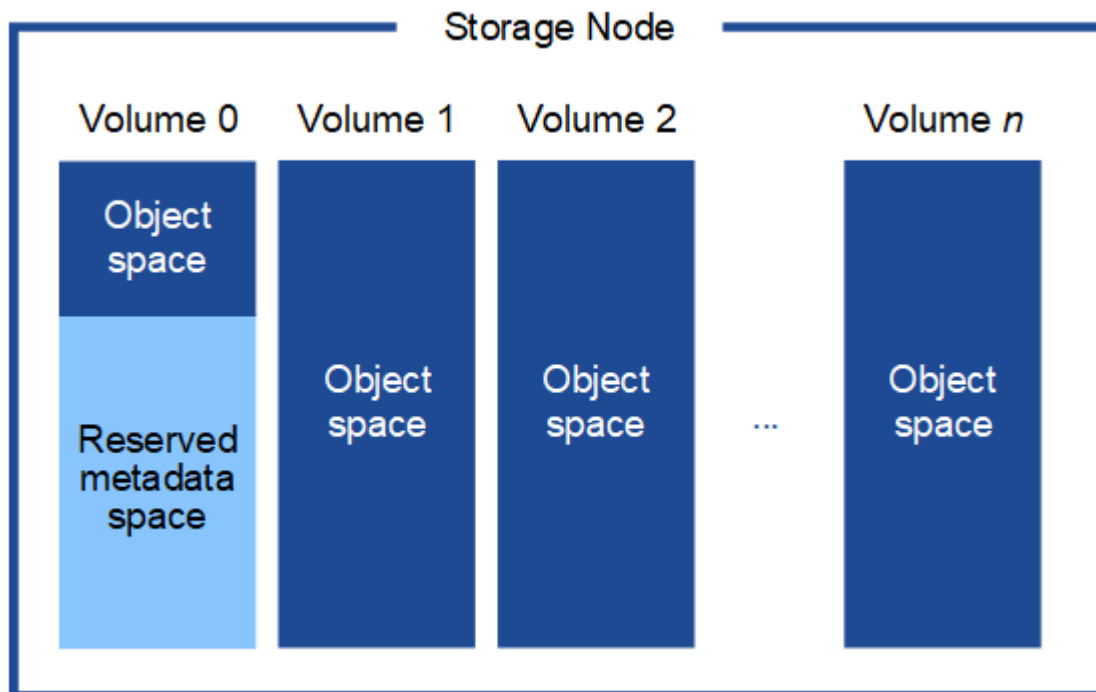 Storage Node
Volume 0
Volume 1
Volume 2
Volume n
Object
space
Reserved
metadata
space
Object
space
Object
space
...
Object
space